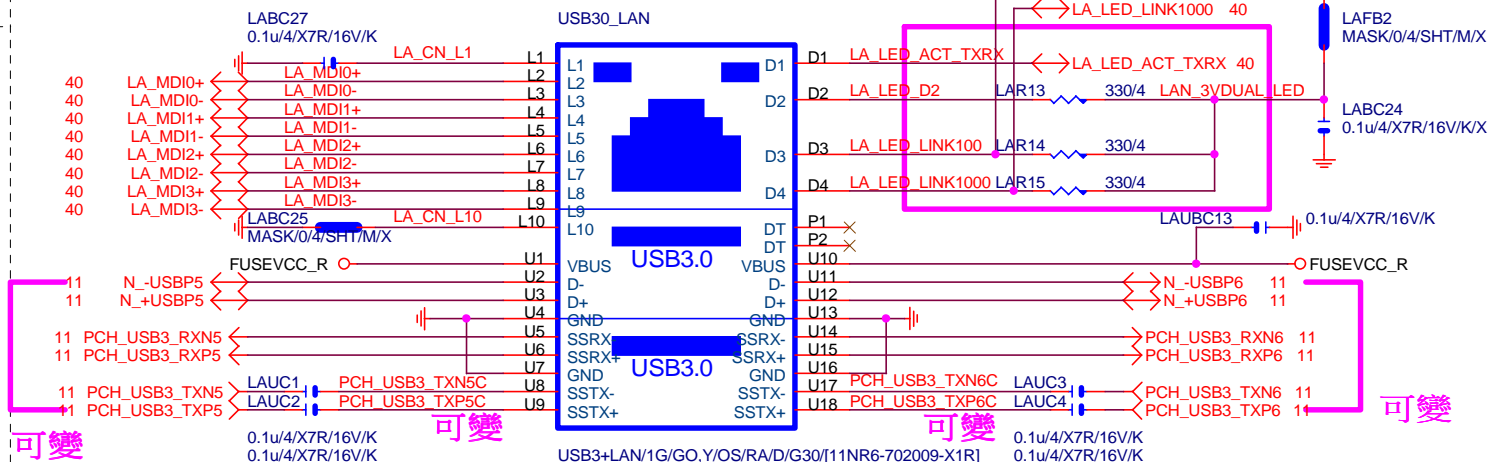 LABC27
0.1u/4/X7R/16V/K
USB30_LAN
LA_LED_LINK1000 40
LAFB2
MASK/0/4/SHT/M/X
LA_CN_L1 L1 L1 D1 D1 LA_LED_ACT_TXRX LA_LED_ACT_TXRX 40
40 LA_MDI0+ LA_MDI0+ L2 L2
40 LA_MDI0- LA_MDI0- L3 L3 D2 D2 LA_LED_D2 LAR13 330/4 LAN_3VDUAL_LED
40 LA_MDI1+ LA_MDI1+ L4 L4
LABC24
0.1u/4/X7R/16V/K/X
40 LA_MDI1- LA_MDI1- L5 L5
40 LA_MDI2+ LA_MDI2+ L6 L6 D3 D3 LA_LED_LINK100 LAR14 330/4
40 LA_MDI2- LA_MDI2- L7 L7
40 LA_MDI3+ LA_MDI3+ L8 L8 D4 D4 LA_LED_LINK1000 LAR15 330/4
40 LA_MDI3- LA_MDI3- L9 L9
LABC25 LA_CN_L10 L10 L10 DT P1 LAUBC13 0.1u/4/X7R/16V/K
MASK/0/4/SHT/M/X
DT P2
FUSEVCC_R U1 VBUS USB3.0 VBUS U10 FUSEVCC_R
11 N_-USBP5 U2 D- D- U11 N_-USBP6 11
11 N_+USBP5 U3 D+ D+ U12 N_+USBP6 11
U4 GND GND U13
11 PCH_USB3_RXN5 U5 SSRX- SSRX- U14 PCH_USB3_RXN6 11
11 PCH_USB3_RXP5 U6 SSRX+ SSRX+ U15 PCH_USB3_RXP6 11
U7 GND USB3.0 GND U16
11 PCH_USB3_TXN5 LAUC1 PCH_USB3_TXN5C U8 SSTX- SSTX- U17 PCH_USB3_TXN6C LAUC3 PCH_USB3_TXN6 11
11 PCH_USB3_TXP5 LAUC2 PCH_USB3_TXP5C U9 SSTX+ SSTX+ U18 PCH_USB3_TXP6C LAUC4 PCH_USB3_TXP6 11
可變 可變 可變 可變
0.1u/4/X7R/16V/K 0.1u/4/X7R/16V/K
0.1u/4/X7R/16V/K USB3+LAN/1G/GO,Y/OS/RA/D/G30/[11NR6-702009-X1R] 0.1u/4/X7R/16V/K